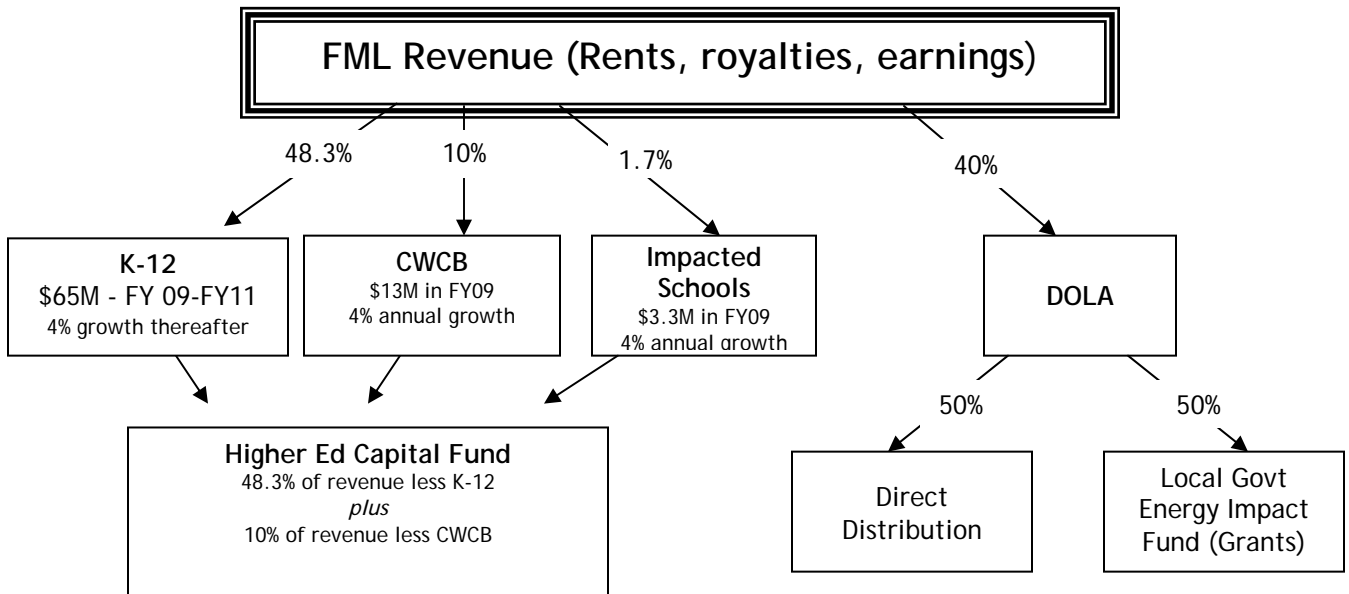 FML Revenue (Rents, royalties, earnings)
48.3%
10%
1.7%
40%
K-12
$65M - FY 09-FY11
4% growth thereafter
CWCB
$13M in FY09
4% annual growth
Impacted
Schools
$3.3M in FY09
4% annual growth
DOLA
50%
50%
Higher Ed Capital Fund
48.3% of revenue less K-12
plus
10% of revenue less CWCB
Direct
Distribution
Local Govt
Energy Impact
Fund (Grants)